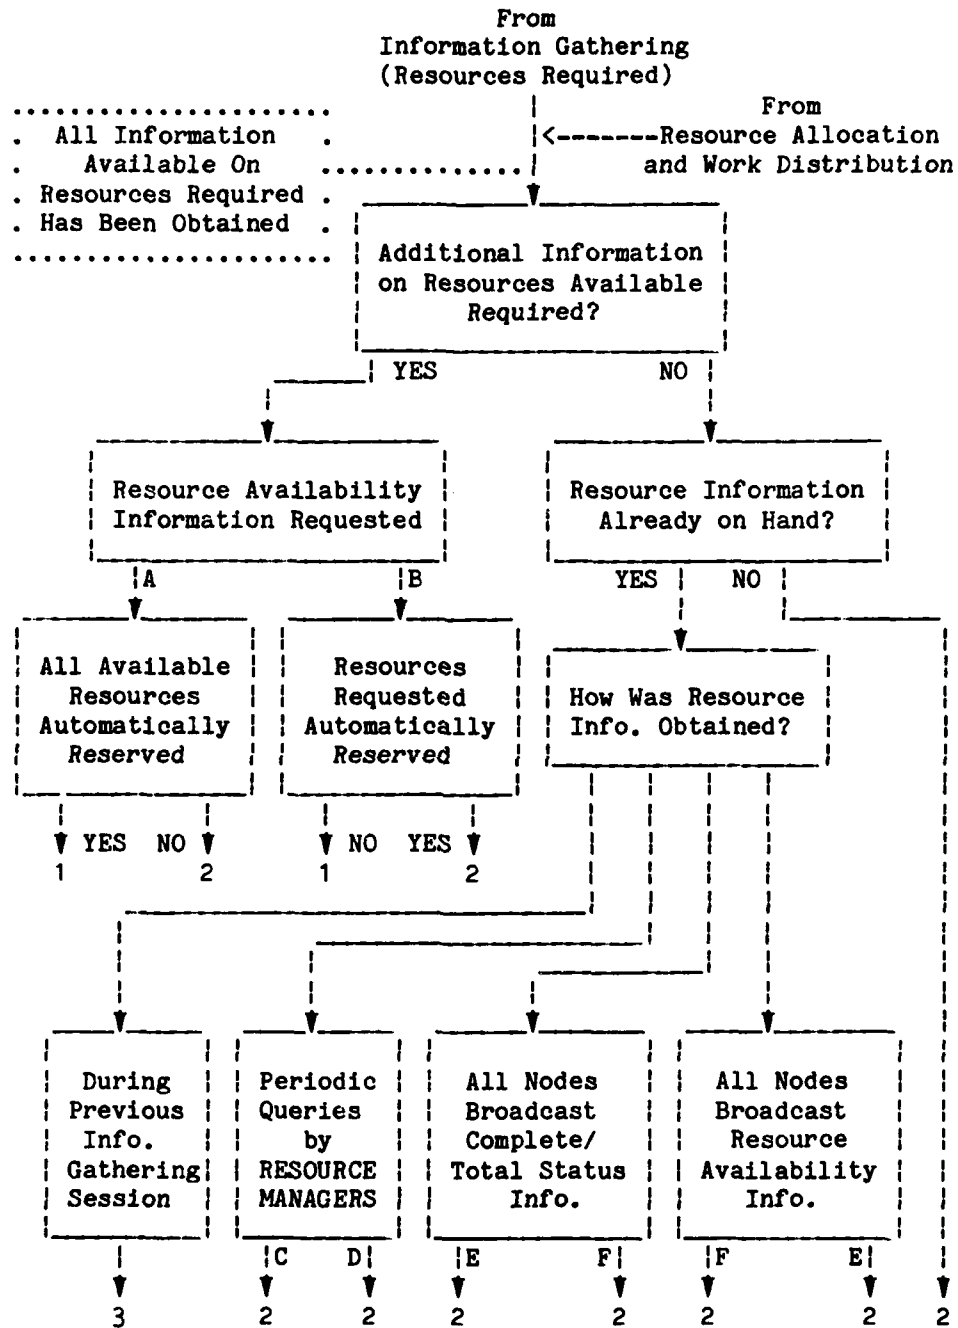 From
Information Gathering
(Resources Required)
From
Resource Allocation
and Work Distribution
All Information
Available On
Resources Required
Has Been Obtained
Additional Information
on Resources Available
Required?
YES NO
Resource Availability
Information Requested
Resource Information
Already on Hand?
A B
YES NO
All Available
Resources
Automatically
Reserved
Resources
Requested
Automatically
Reserved
How Was Resource
Info. Obtained?
YES NO
NO YES
1 2 1 2
During
Previous
Info.
Gathering
Session
Periodic
Queries
by
RESOURCE
MANAGERS
All Nodes
Broadcast
Complete/
Total Status
Info.
All Nodes
Broadcast
Resource
Availability
Info.
C D E F F E
3 2 2 2 2 2 2 2